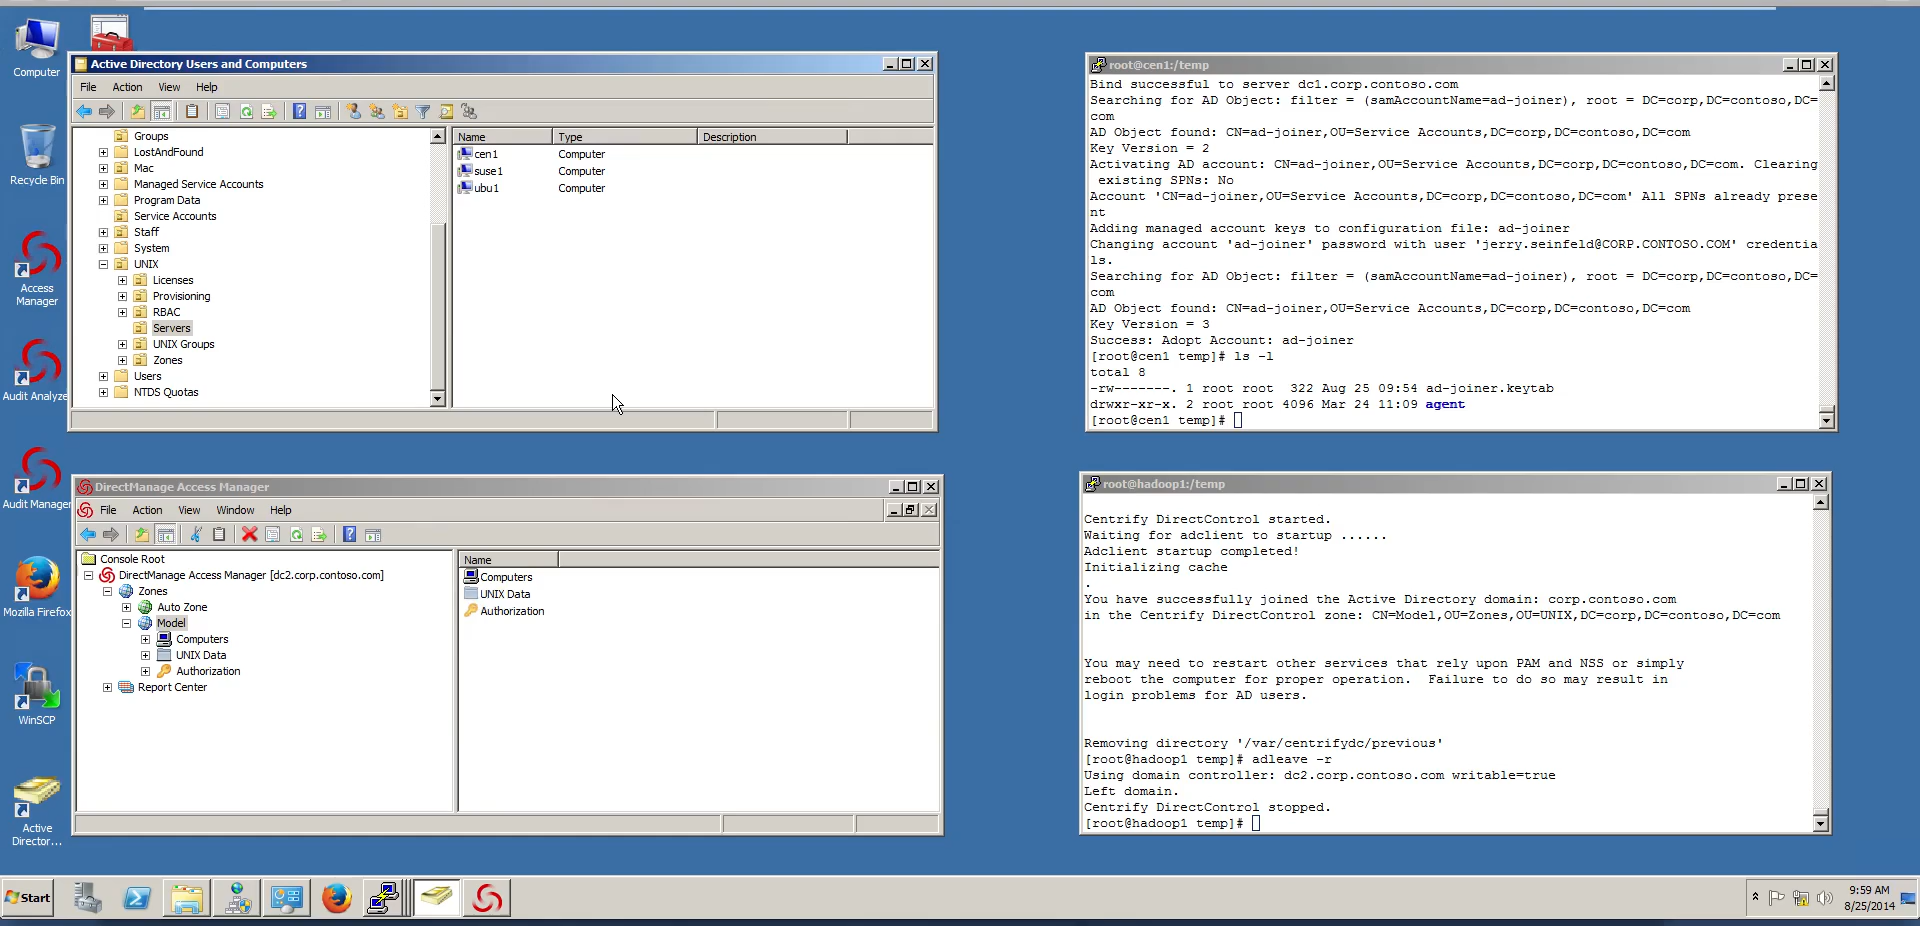 Computer
Recycle Bin
Access
Manager
Audit Analyze
Audit Manager
Mozilla Firefox
WinSCP
Active
Director...
Active Directory Users and Computers
File Action View Help
Groups
LostAndFound
Mac
Managed Service Accounts
Program Data
Service Accounts
Staff
System
UNIX
Licenses
Provisioning
RBAC
Servers
UNIX Groups
Zones
Users
NTDS Quotas
Name Type Description
cen1 Computer
suse1 Computer
ubu1 Computer
root@cen1:/temp
Bind successful to server dc1.corp.contoso.com
Searching for AD Object: filter = (samAccountName=ad-joiner), root = DC=corp,DC=contoso,DC=
com
AD Object found: CN=ad-joiner,OU=Service Accounts,DC=corp,DC=contoso,DC=com
Key Version = 2
Activating AD account: CN=ad-joiner,OU=Service Accounts,DC=corp,DC=contoso,DC=com. Clearing
existing SPNs: No
Account 'CN=ad-joiner,OU=Service Accounts,DC=corp,DC=contoso,DC=com' All SPNs already prese
nt
Adding managed account keys to configuration file: ad-joiner
Changing account 'ad-joiner' password with user 'jerry.seinfeld@CORP.CONTOSO.COM' credentia
ls.
Searching for AD Object: filter = (samAccountName=ad-joiner), root = DC=corp,DC=contoso,DC=
com
AD Object found: CN=ad-joiner,OU=Service Accounts,DC=corp,DC=contoso,DC=com
Key Version = 3
Success: Adopt Account: ad-joiner
[root@cen1 temp]# ls -l
total 8
-rw-------. 1 root root  322 Aug 25 09:54 ad-joiner.keytab
drwxr-xr-x. 2 root root 4096 Mar 24 11:09 agent
[root@cen1 temp]#
DirectManage Access Manager
File Action View Window Help
Console Root
DirectManage Access Manager [dc2.corp.contoso.com]
Zones
Auto Zone
Model
Computers
UNIX Data
Authorization
Report Center
Name
Computers
UNIX Data
Authorization
root@hadoop1:/temp
Centrify DirectControl started.
Waiting for adclient to startup ......
Adclient startup completed!
Initializing cache
.
You have successfully joined the Active Directory domain: corp.contoso.com
in the Centrify DirectControl zone: CN=Model,OU=Zones,OU=UNIX,DC=corp,DC=contoso,DC=com
You may need to restart other services that rely upon PAM and NSS or simply
reboot the computer for proper operation.  Failure to do so may result in
login problems for AD users.
Removing directory '/var/centrifydc/previous'
[root@hadoop1 temp]# adleave -r
Using domain controller: dc2.corp.contoso.com writable=true
Left domain.
Centrify DirectControl stopped.
[root@hadoop1 temp]#
Start
9:59 AM
8/25/2014